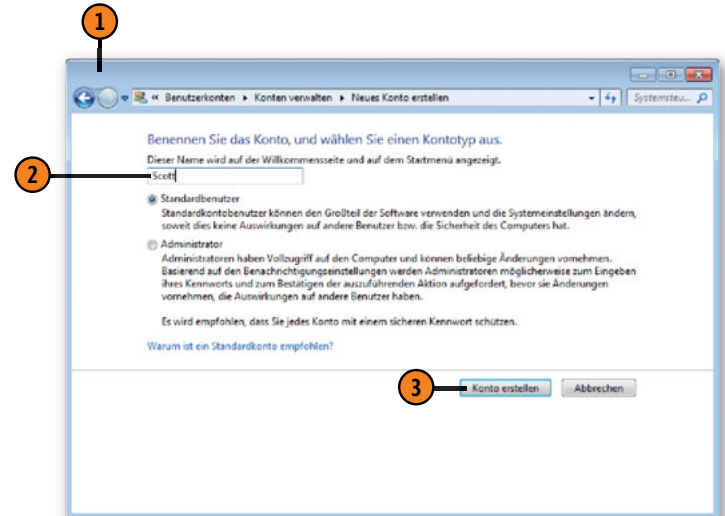 1
« Benutzerkonten ▸ Konten verwalten ▸ Neues Konto erstellen
Systemsteu...
Benennen Sie das Konto, und wählen Sie einen Kontotyp aus.
Dieser Name wird auf der Willkommensseite und auf dem Startmenü angezeigt.
2
Scott
Standardbenutzer
Standardkontobenutzer können den Großteil der Software verwenden und die Systemeinstellungen ändern,
soweit dies keine Auswirkungen auf andere Benutzer bzw. die Sicherheit des Computers hat.
Administrator
Administratoren haben Vollzugriff auf den Computer und können beliebige Änderungen vornehmen.
Basierend auf den Benachrichtigungseinstellungen werden Administratoren möglicherweise zum Eingeben
ihres Kennworts und zum Bestätigen der auszuführenden Aktion aufgefordert, bevor sie Änderungen
vornehmen, die Auswirkungen auf andere Benutzer haben.
Es wird empfohlen, dass Sie jedes Konto mit einem sicheren Kennwort schützen.
Warum ist ein Standardkonto empfohlen?
3
Konto erstellen
Abbrechen